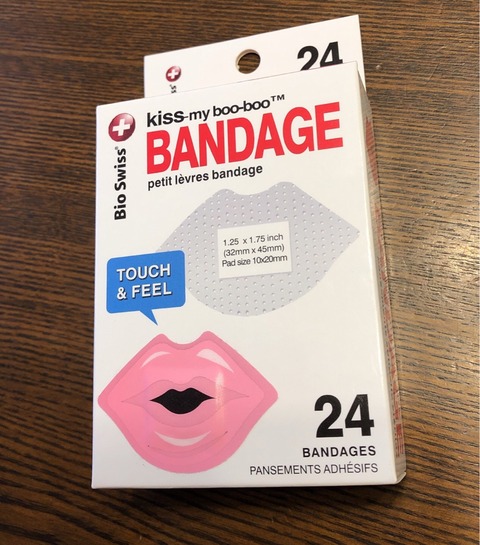 24
ss®
kiss-my boo-boo™
BANDAGE
petit lèvres bandage
Bio Swiss®
1.25 x 1.75 inch
(32mm x 45mm)
Pad size 10x20mm
TOUCH
& FEEL
24
BANDAGES
PANSEMENTS ADHÉSIFS